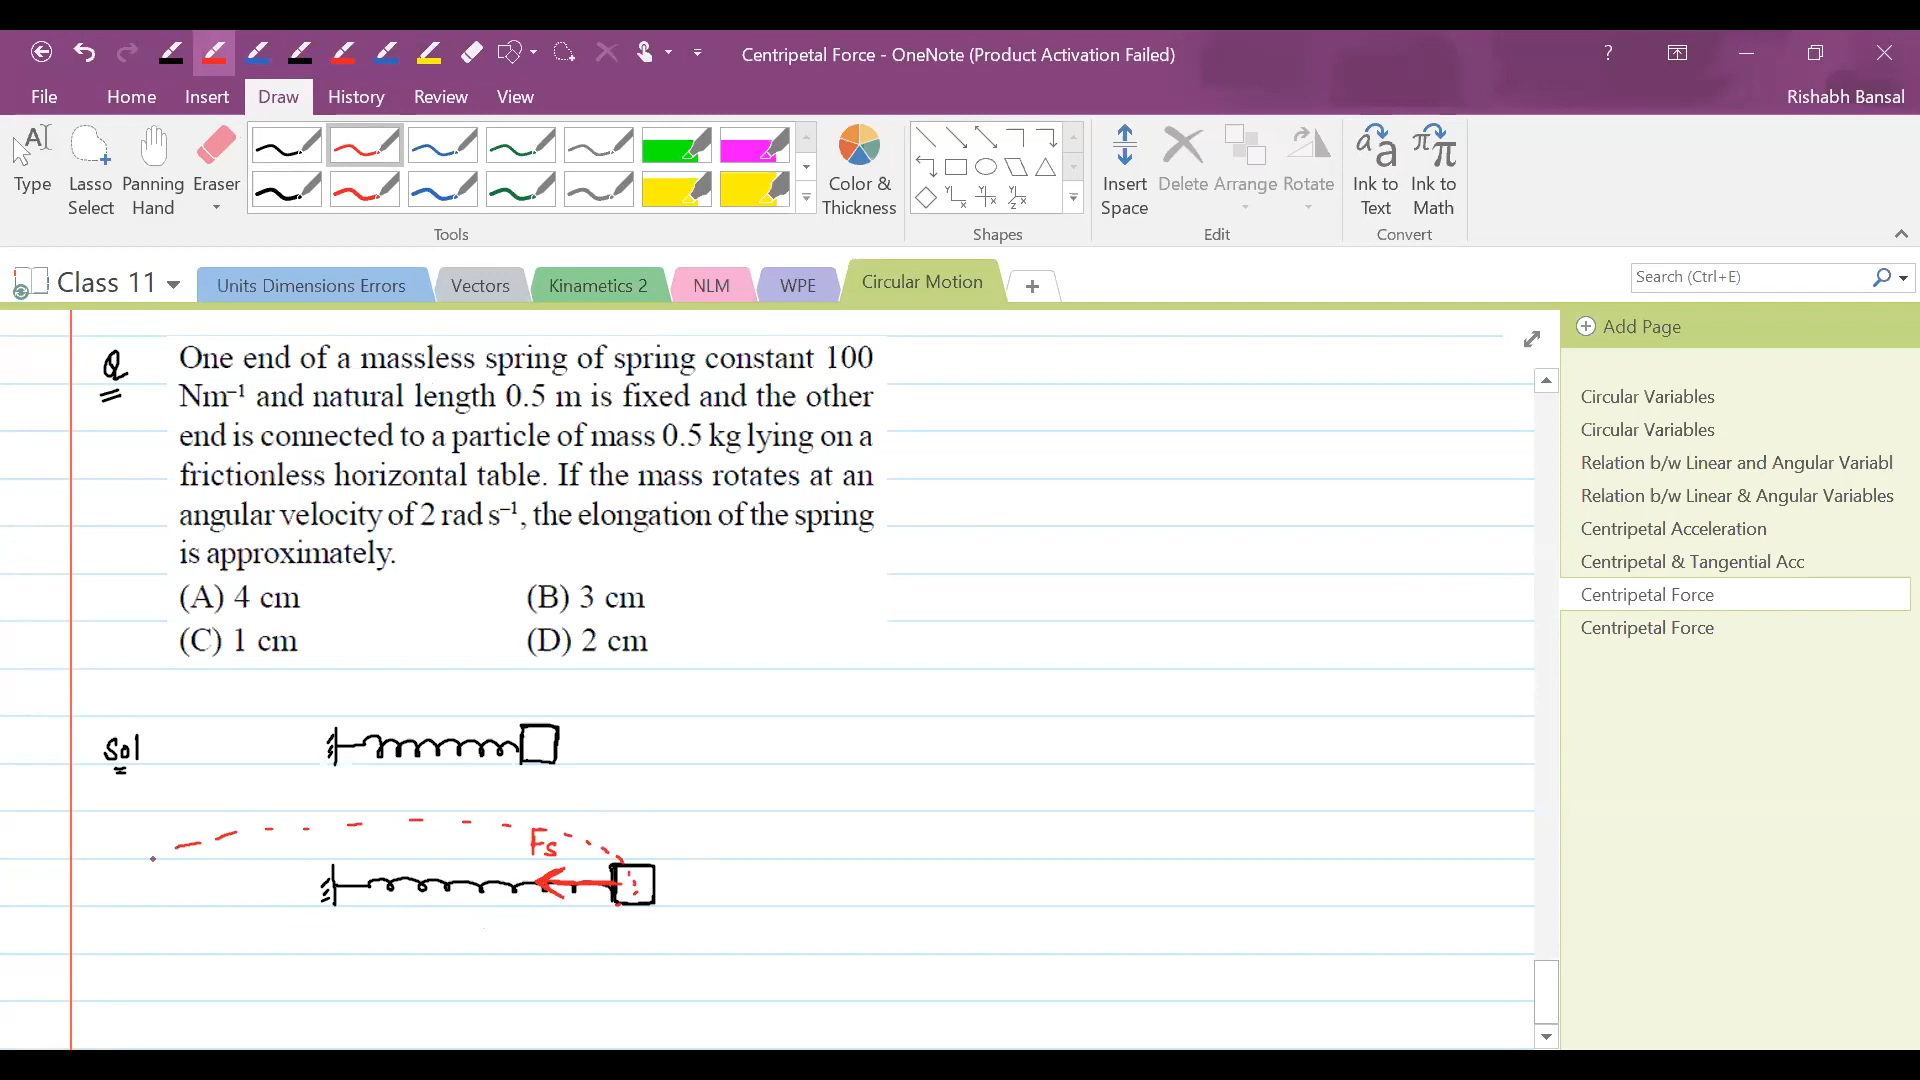 Centripetal Force - OneNote (Product Activation Failed)
?
File Home Insert Draw History Review View
Rishabh Bansal
Type
Lasso Select
Panning Hand
Eraser
Color & Thickness
Insert Space
Delete
Arrange
Rotate
Ink to Text
Ink to Math
Tools
Shapes
Edit
Convert
Class 11
Units Dimensions Errors
Vectors
Kinametics 2
NLM
WPE
Circular Motion
Search (Ctrl+E)
Add Page
Circular Variables
Circular Variables
Relation b/w Linear and Angular Variabl
Relation b/w Linear & Angular Variables
Centripetal Acceleration
Centripetal & Tangential Acc
Centripetal Force
Centripetal Force
Q
One end of a massless spring of spring constant 100
Nm⁻¹ and natural length 0.5 m is fixed and the other
end is connected to a particle of mass 0.5 kg lying on a
frictionless horizontal table. If the mass rotates at an
angular velocity of 2 rad s⁻¹, the elongation of the spring
is approximately.
(A) 4 cm (B) 3 cm
(C) 1 cm (D) 2 cm
Sol
Fs